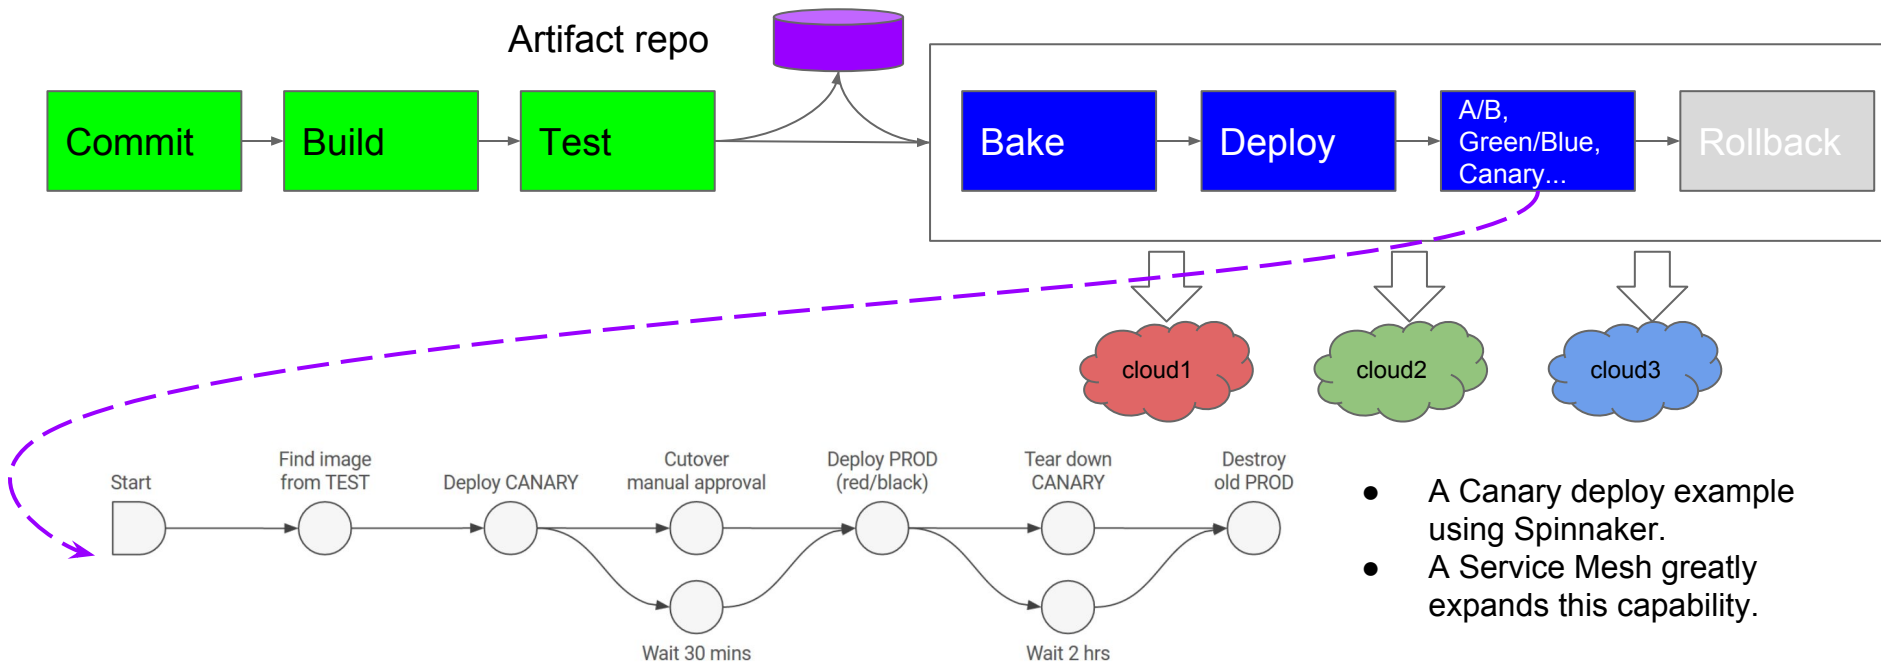 Artifact repo
Commit
Build
Test
Bake
Deploy
A/B,
Green/Blue,
Canary...
Rollback
cloud1
cloud2
cloud3
Start
Find image
from TEST
Deploy CANARY
Cutover
manual approval
Wait 30 mins
Deploy PROD
(red/black)
Tear down
CANARY
Wait 2 hrs
Destroy
old PROD
● A Canary deploy example
using Spinnaker.
● A Service Mesh greatly
expands this capability.